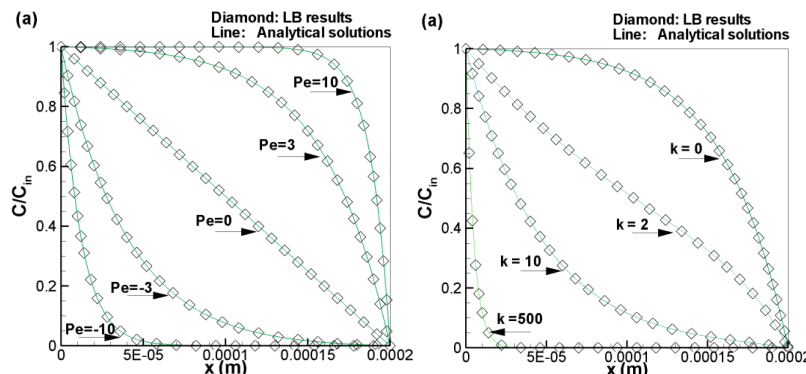 (a)
Diamond: LB results
Line: Analytical solutions
C/Cin
1
0.8
0.6
0.4
0.2
0
Pe=10
Pe=3
Pe=0
Pe=-3
Pe=-10
0
5E-05
0.0001
0.00015
0.0002
x (m)
(a)
Diamond: LB results
Line: Analytical solutions
C/Cin
1
0.8
0.6
0.4
0.2
0
k = 0
k = 2
k = 10
k =500
0
5E-05
0.0001
0.00015
0.0002
x (m)